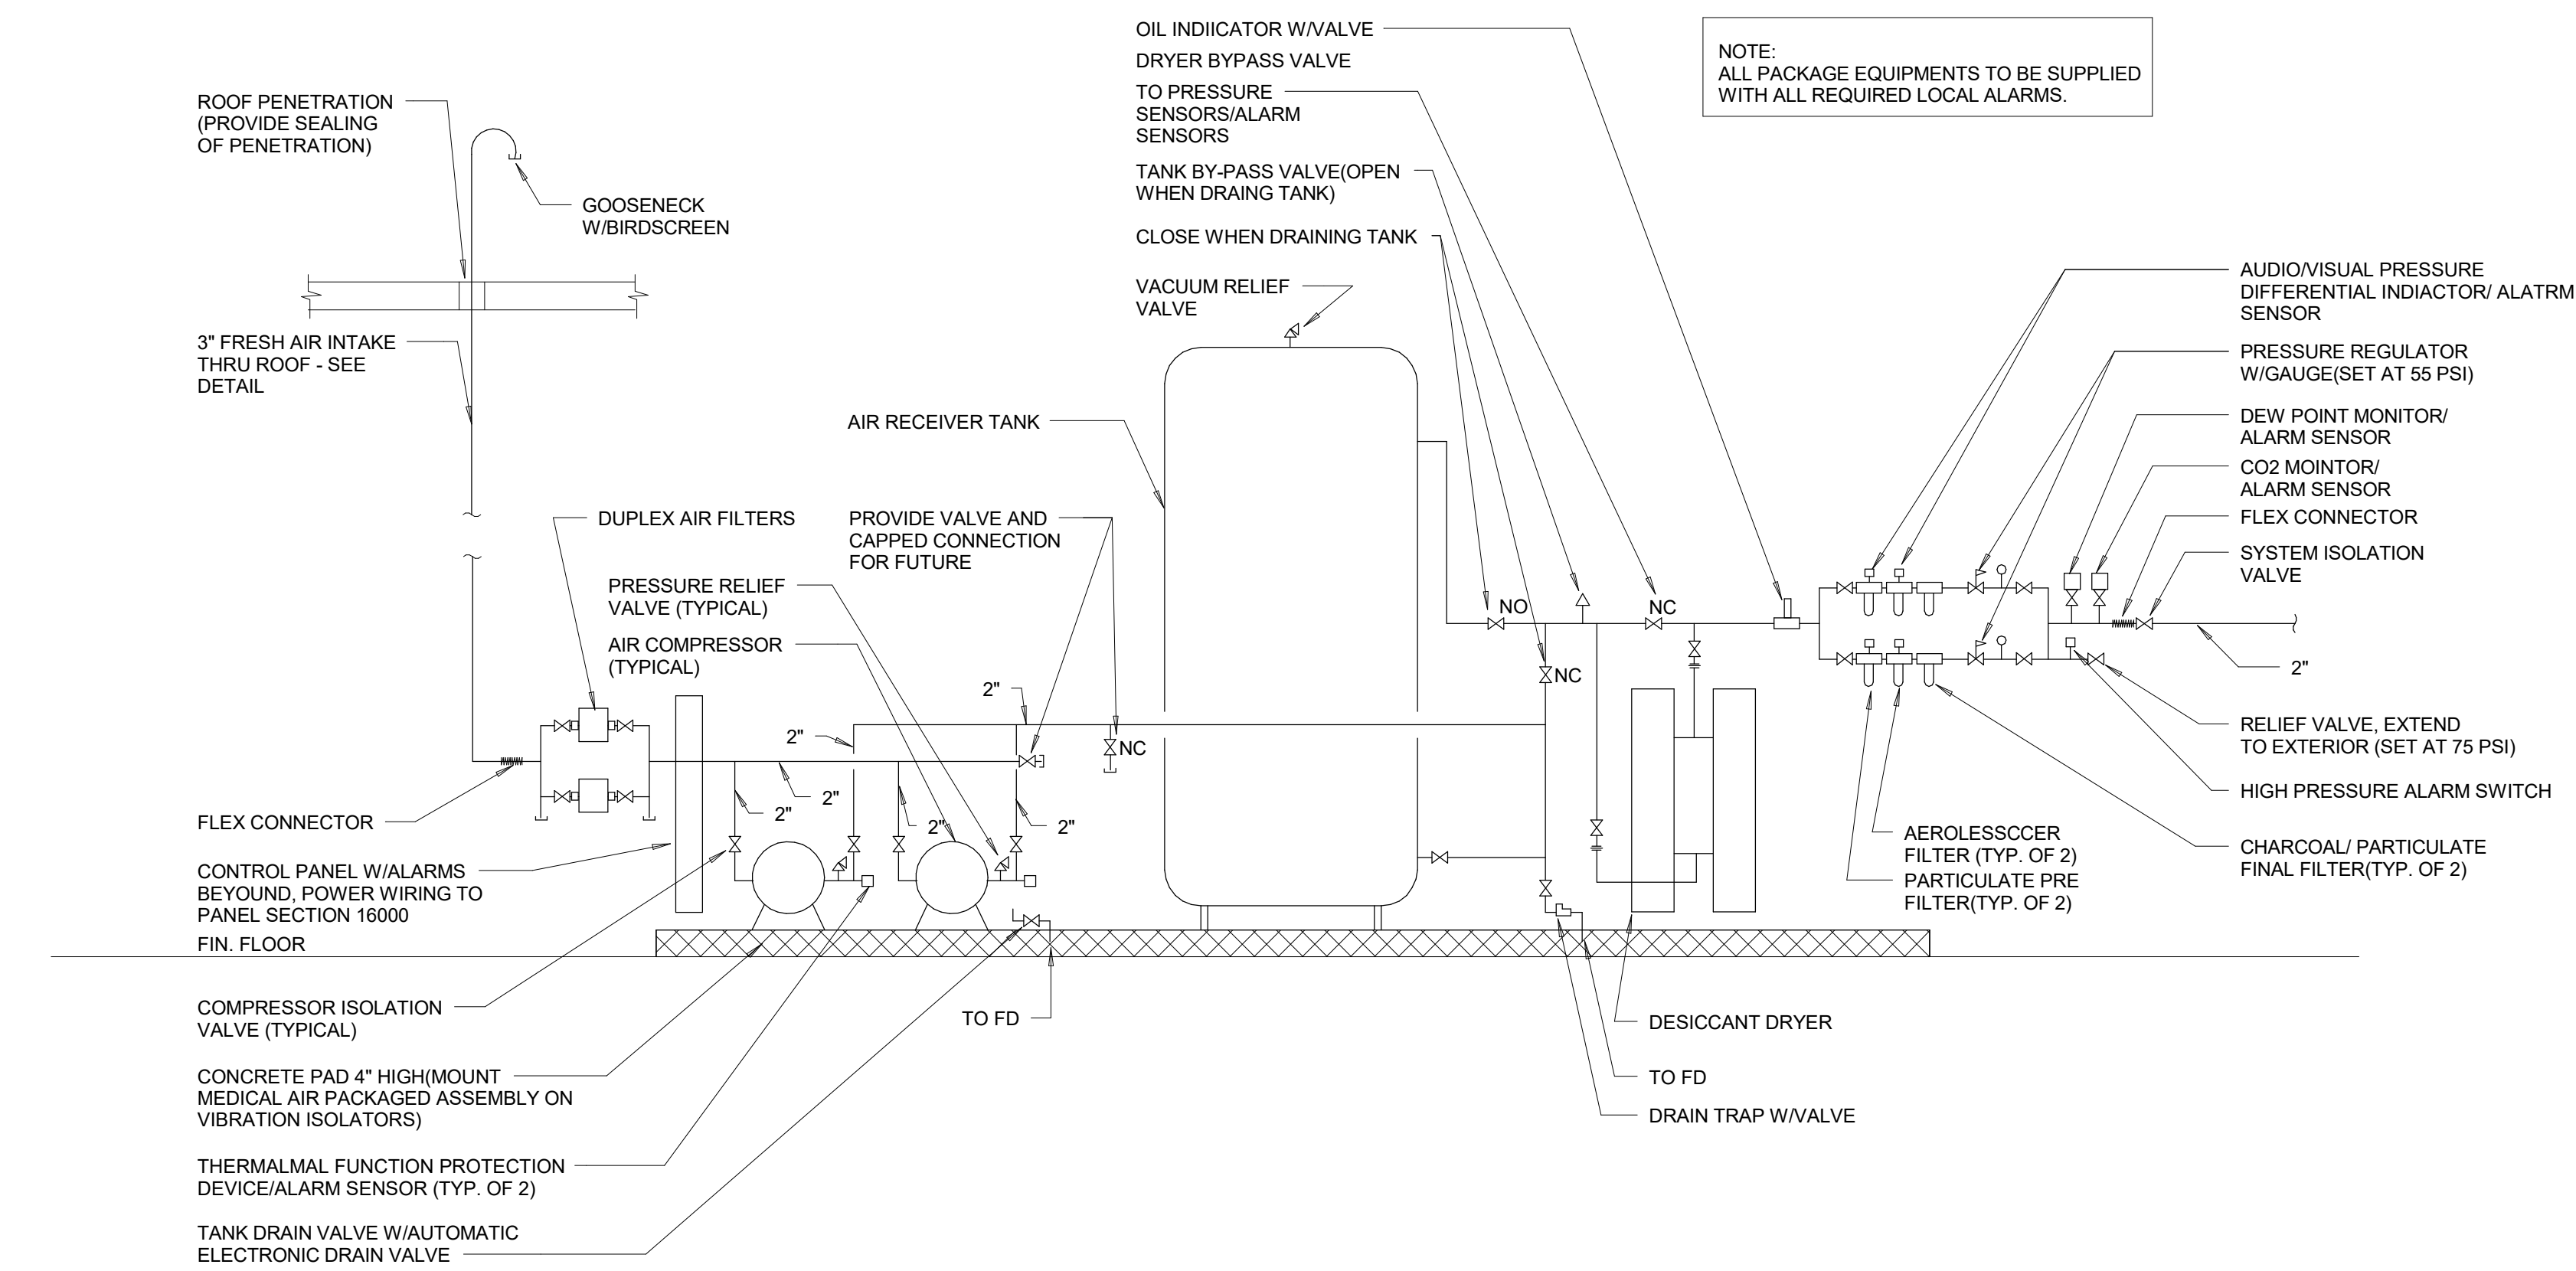 OIL INDIICATOR W/VALVE
DRYER BYPASS VALVE
TO PRESSURE
SENSORS/ALARM
SENSORS
TANK BY-PASS VALVE(OPEN
WHEN DRAING TANK)
CLOSE WHEN DRAINING TANK
VACUUM RELIEF
VALVE
NOTE:
ALL PACKAGE EQUIPMENTS TO BE SUPPLIED
WITH ALL REQUIRED LOCAL ALARMS.
ROOF PENETRATION
(PROVIDE SEALING
OF PENETRATION)
GOOSENECK
W/BIRDSCREEN
3" FRESH AIR INTAKE
THRU ROOF - SEE
DETAIL
AIR RECEIVER TANK
DUPLEX AIR FILTERS
PROVIDE VALVE AND
CAPPED CONNECTION
FOR FUTURE
PRESSURE RELIEF
VALVE (TYPICAL)
AIR COMPRESSOR
(TYPICAL)
2"
2"
2"
2"
2"
2"
NC
NO
NC
NC
AUDIO/VISUAL PRESSURE
DIFFERENTIAL INDIACTOR/ ALATRM
SENSOR
PRESSURE REGULATOR
W/GAUGE(SET AT 55 PSI)
DEW POINT MONITOR/
ALARM SENSOR
CO2 MOINTOR/
ALARM SENSOR
FLEX CONNECTOR
SYSTEM ISOLATION
VALVE
2"
RELIEF VALVE, EXTEND
TO EXTERIOR (SET AT 75 PSI)
HIGH PRESSURE ALARM SWITCH
CHARCOAL/ PARTICULATE
FINAL FILTER(TYP. OF 2)
AEROLESSCCER
FILTER (TYP. OF 2)
PARTICULATE PRE
FILTER(TYP. OF 2)
FLEX CONNECTOR
CONTROL PANEL W/ALARMS
BEYOUND, POWER WIRING TO
PANEL SECTION 16000
FIN. FLOOR
COMPRESSOR ISOLATION
VALVE (TYPICAL)
CONCRETE PAD 4" HIGH(MOUNT
MEDICAL AIR PACKAGED ASSEMBLY ON
VIBRATION ISOLATORS)
THERMALMAL FUNCTION PROTECTION
DEVICE/ALARM SENSOR (TYP. OF 2)
TANK DRAIN VALVE W/AUTOMATIC
ELECTRONIC DRAIN VALVE
TO FD
DESICCANT DRYER
TO FD
DRAIN TRAP W/VALVE